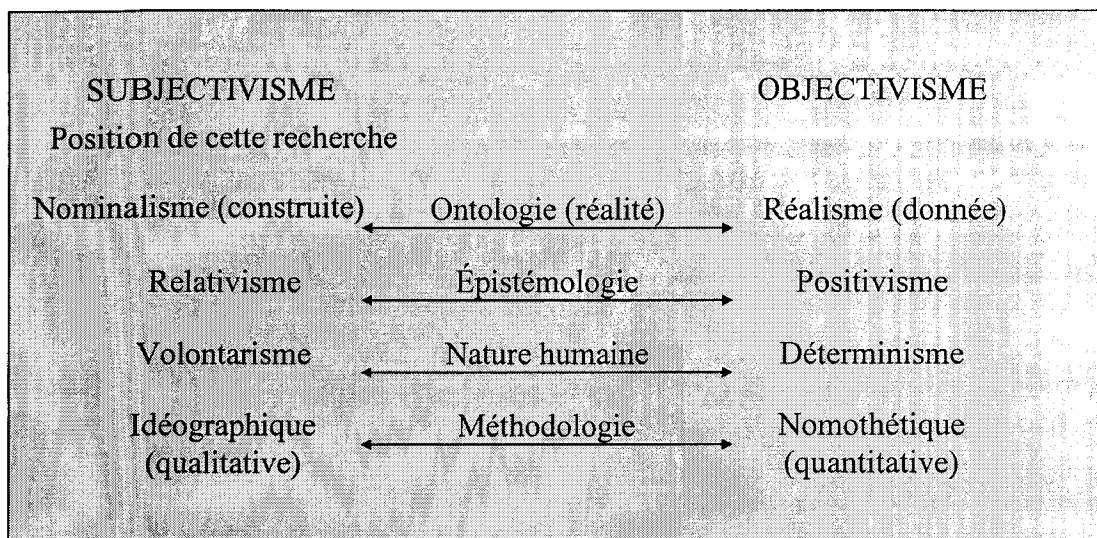 SUBJECTIVISME OBJECTIVISME
Position de cette recherche
Nominalisme (construite) Ontologie (réalité) Réalisme (donnée)
Relativisme Épistémologie Positivisme
Volontarisme Nature humaine Déterminisme
Idéographique Méthodologie Nomothétique
(qualitative) (quantitative)